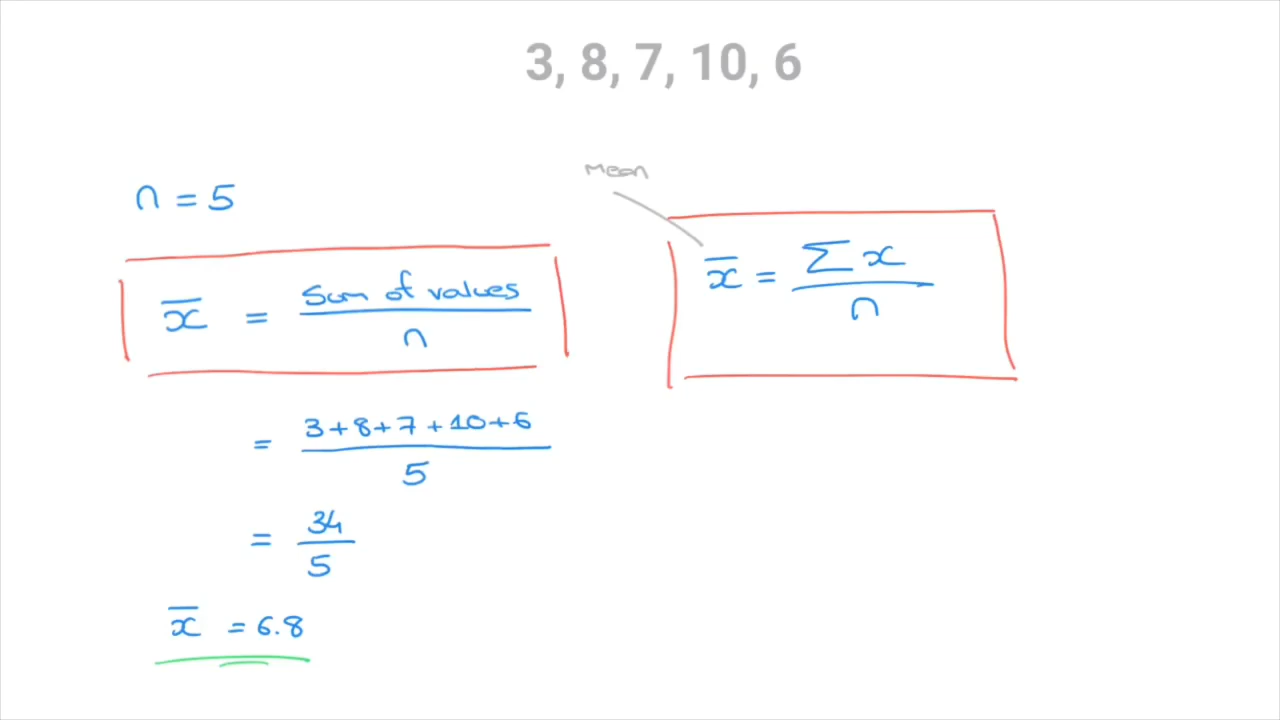 3, 8, 7, 10, 6
Mean
n = 5
x̄ = Sum of values / n
x̄ = Σx / n
= 3+8+7+10+6 / 5
= 34 / 5
x̄ = 6.8